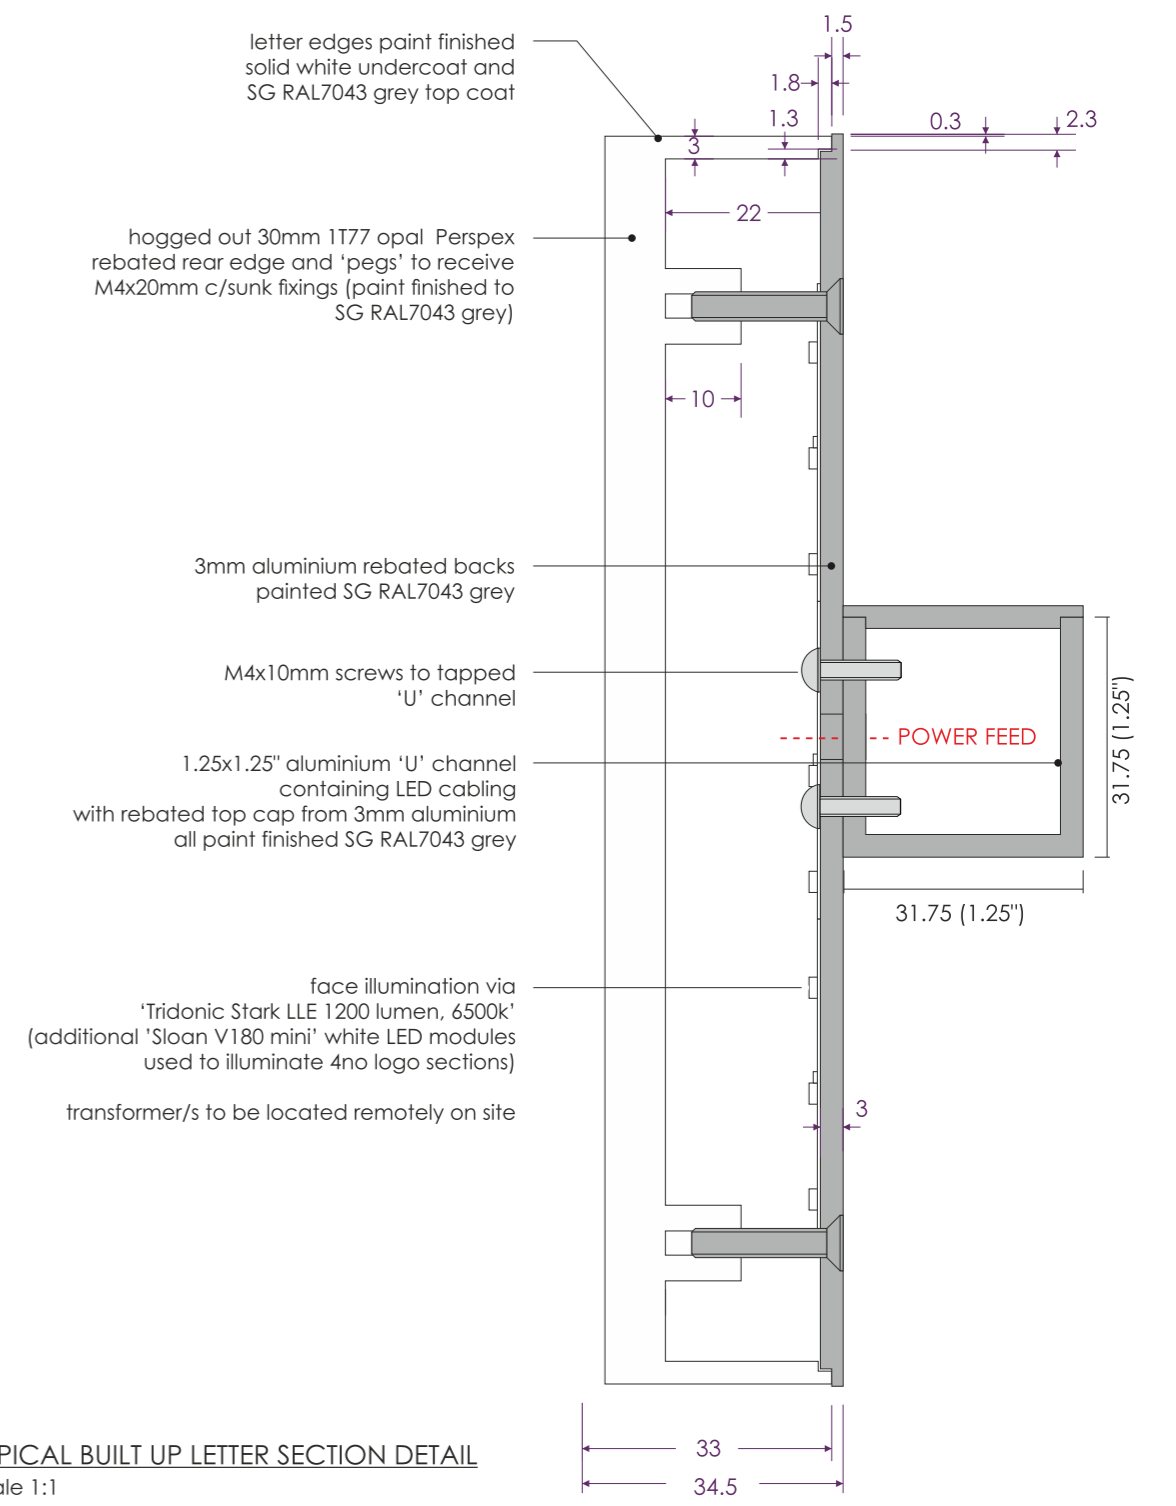 letter edges paint finished
solid white undercoat and
SG RAL7043 grey top coat
1.5
1.8
1.3
3
0.3
2.3
22
hogged out 30mm 1T77 opal  Perspex
rebated rear edge and ‘pegs’ to receive
M4x20mm c/sunk fixings (paint finished to
SG RAL7043 grey)
10
3mm aluminium rebated backs
painted SG RAL7043 grey
M4x10mm screws to tapped
‘U’ channel
POWER FEED
31.75 (1.25")
1.25x1.25" aluminium ‘U’ channel
containing LED cabling
with rebated top cap from 3mm aluminium
all paint finished SG RAL7043 grey
31.75 (1.25")
face illumination via
‘Tridonic Stark LLE 1200 lumen, 6500k’
(additional ’Sloan V180 mini’ white LED modules
used to illuminate 4no logo sections)
transformer/s to be located remotely on site
3
33
34.5
PICAL BUILT UP LETTER SECTION DETAIL
ale 1:1